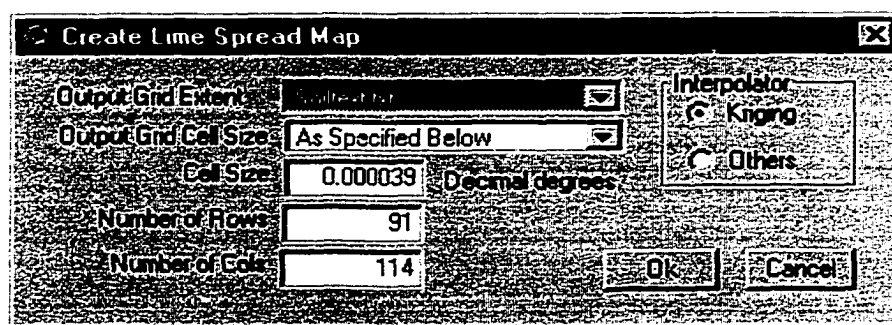 Create Lime Spread Map
Output Grid Extent
Output Grid Cell Size As Specified Below
Cell Size 0.000039 Decimal degrees
Number of Rows 91
Number of Cols 114
Interpolator
Kriging
Others
Ok Cancel